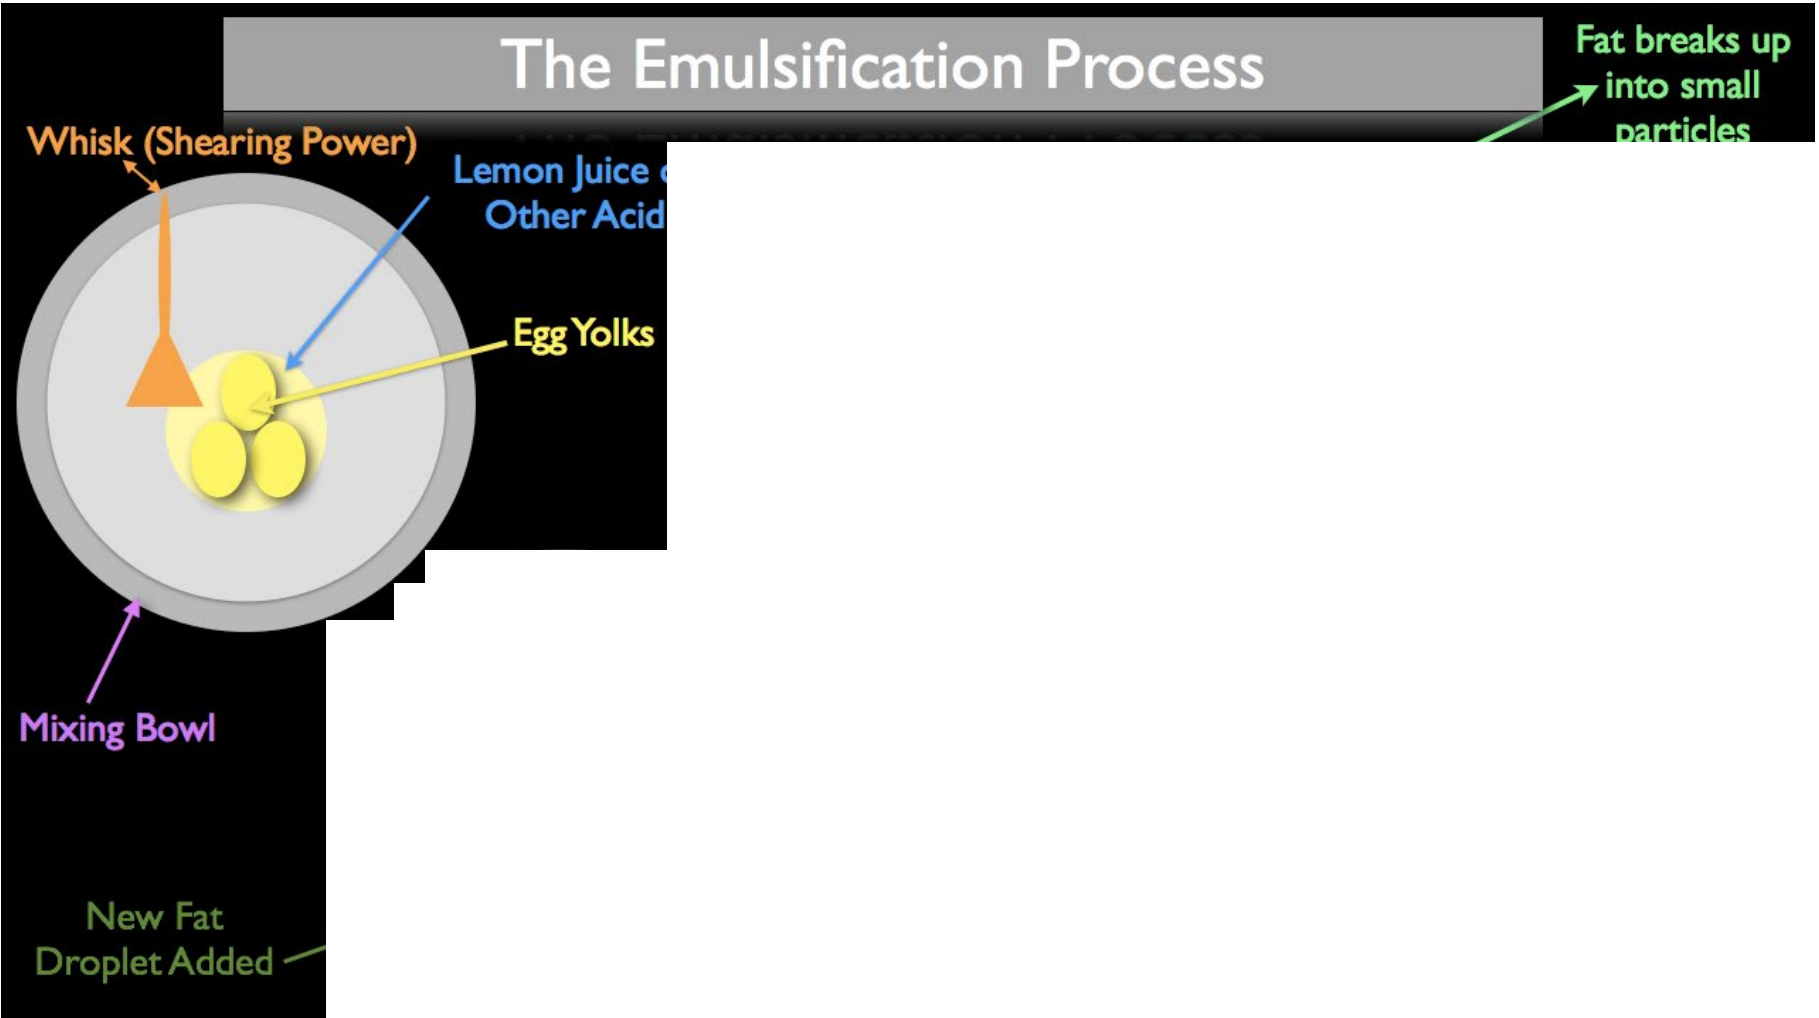 The Emulsification Process
Fat breaks up
into small
particles
Whisk (Shearing Power)
Lemon Juice
Other Acid
Egg Yolks
Mixing Bowl
New Fat
Droplet Added